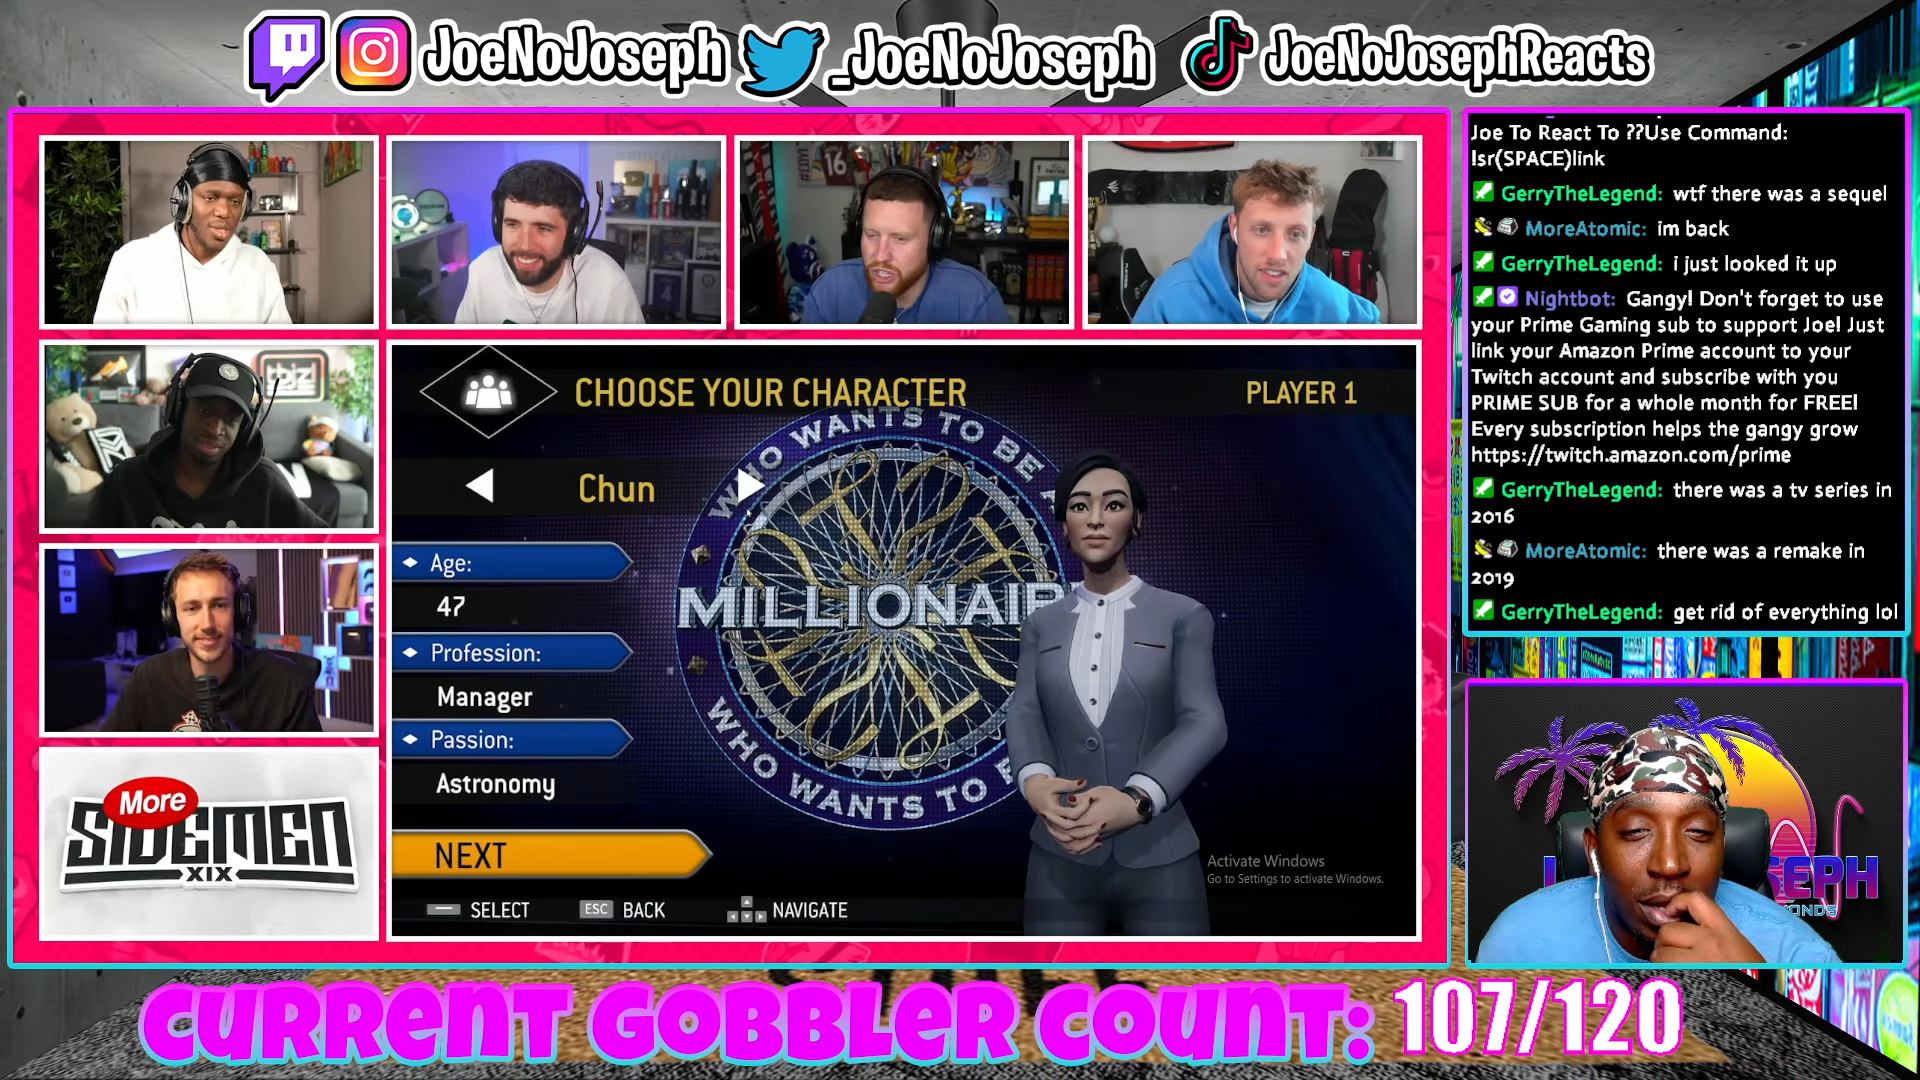 JoeNoJoseph _JoeNoJoseph JoeNoJosephReacts
Joe To React To ??Use Command:
!sr(SPACE)link
GerryTheLegend: wtf there was a sequel
MoreAtomic: im back
GerryTheLegend: i just looked it up
Nightbot: Gangy! Don't forget to use
your Prime Gaming sub to support Joe! Just
link your Amazon Prime account to your
Twitch account and subscribe with you
PRIME SUB for a whole month for FREE!
Every subscription helps the gangy grow
https://twitch.amazon.com/prime
GerryTheLegend: there was a tv series in
2016
MoreAtomic: there was a remake in
2019
GerryTheLegend: get rid of everything lol
16
tbjzl
CHOOSE YOUR CHARACTER
PLAYER 1
Chun
WHO WANTS TO BE A
MILLIONAIR
WHO WANTS TO
Age:
47
Profession:
Manager
Passion:
Astronomy
NEXT
SELECT
ESC BACK
NAVIGATE
Activate Windows
Go to Settings to activate Windows.
More
SIDEMEN
XIX
SEPH
CURRENT GOBBLER COUNT: 107/120